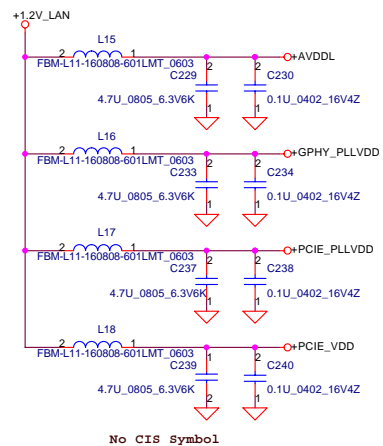 +1.2V_LAN
L15
2 1
FBM-L11-160808-601LMT_0603
+AVDDL
C229 2
2 C230
1
1
4.7U_0805_6.3V6K
0.1U_0402_16V4Z
L16
2 1
FBM-L11-160808-601LMT_0603
+GPHY_PLLVDD
C233 2
2 C234
1
1
4.7U_0805_6.3V6K
0.1U_0402_16V4Z
L17
2 1
FBM-L11-160808-601LMT_0603
+PCIE_PLLVDD
C237 2
2 C238
1
1
4.7U_0805_6.3V6K
0.1U_0402_16V4Z
L18
2 1
FBM-L11-160808-601LMT_0603
+PCIE_VDD
C239 1
2 C240
2
1
4.7U_0805_6.3V6K
0.1U_0402_16V4Z
No CIS Symbol